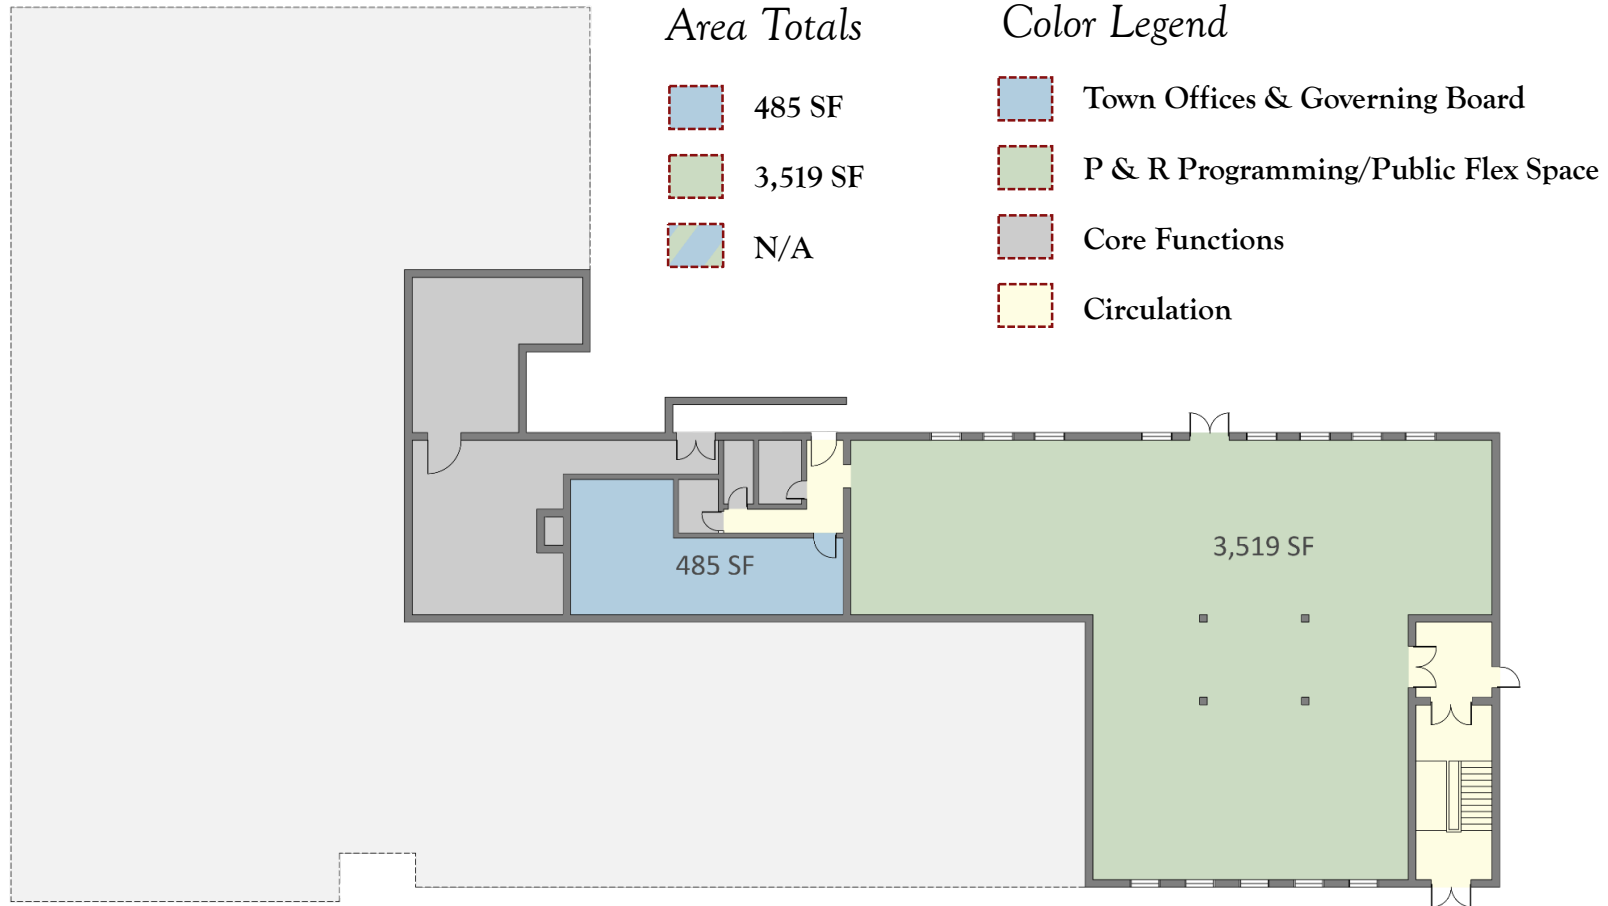 Area Totals
485 SF
3,519 SF
N/A
Color Legend
Town Offices & Governing Board
P & R Programming/Public Flex Space
Core Functions
Circulation
3,519 SF
485 SF